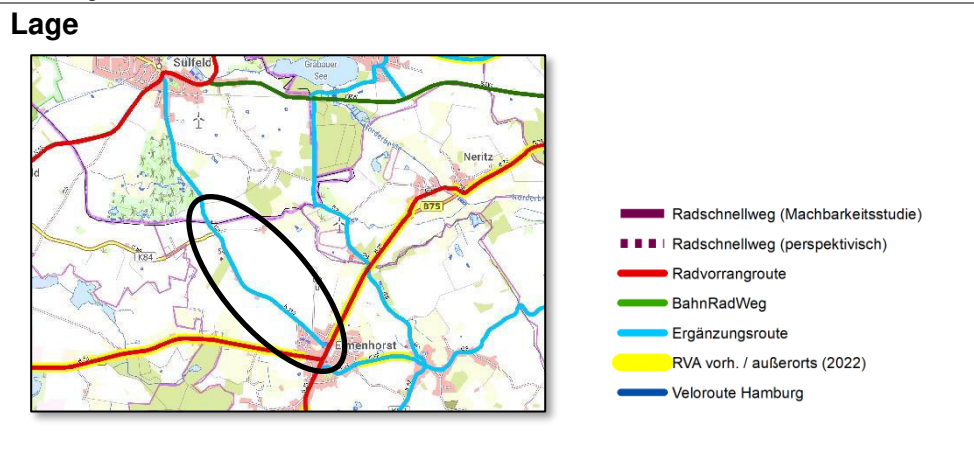 Lage
Sülfeld
Grabauer
See
Neritz
B75
K84
Elmenhorst
Radschnellweg (Machbarkeitsstudie)
Radschnellweg (perspektivisch)
Radvorrangroute
BahnRadWeg
Ergänzungsroute
RVA vorh. / außerorts (2022)
Veloroute Hamburg